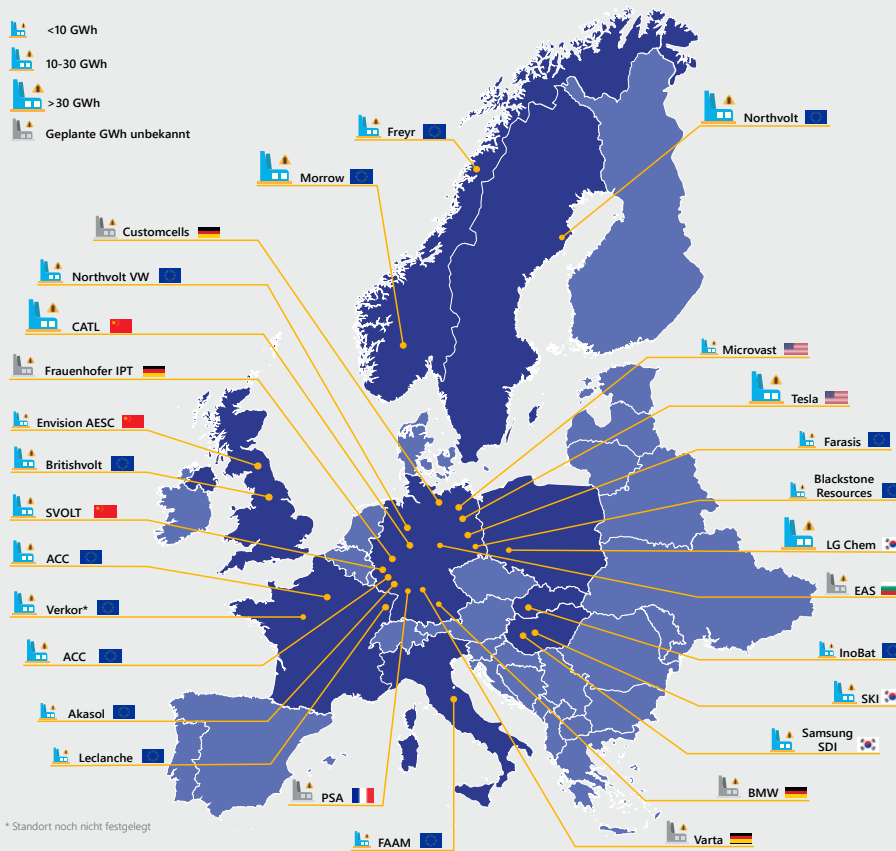 <10 GWh
10-30 GWh
>30 GWh
Geplante GWh unbekannt
Freyr
Northvolt
Morrow
Customcells
Northvolt VW
CATL
Frauenhofer IPT
Envision AESC
Britishvolt
SVOLT
ACC
Verkor*
ACC
Akasol
Leclanche
PSA
FAAM
Microvast
Tesla
Farasis
Blackstone
Resources
LG Chem
EAS
InoBat
SKI
Samsung
SDI
BMW
Varta
* Standort noch nicht festgelegt